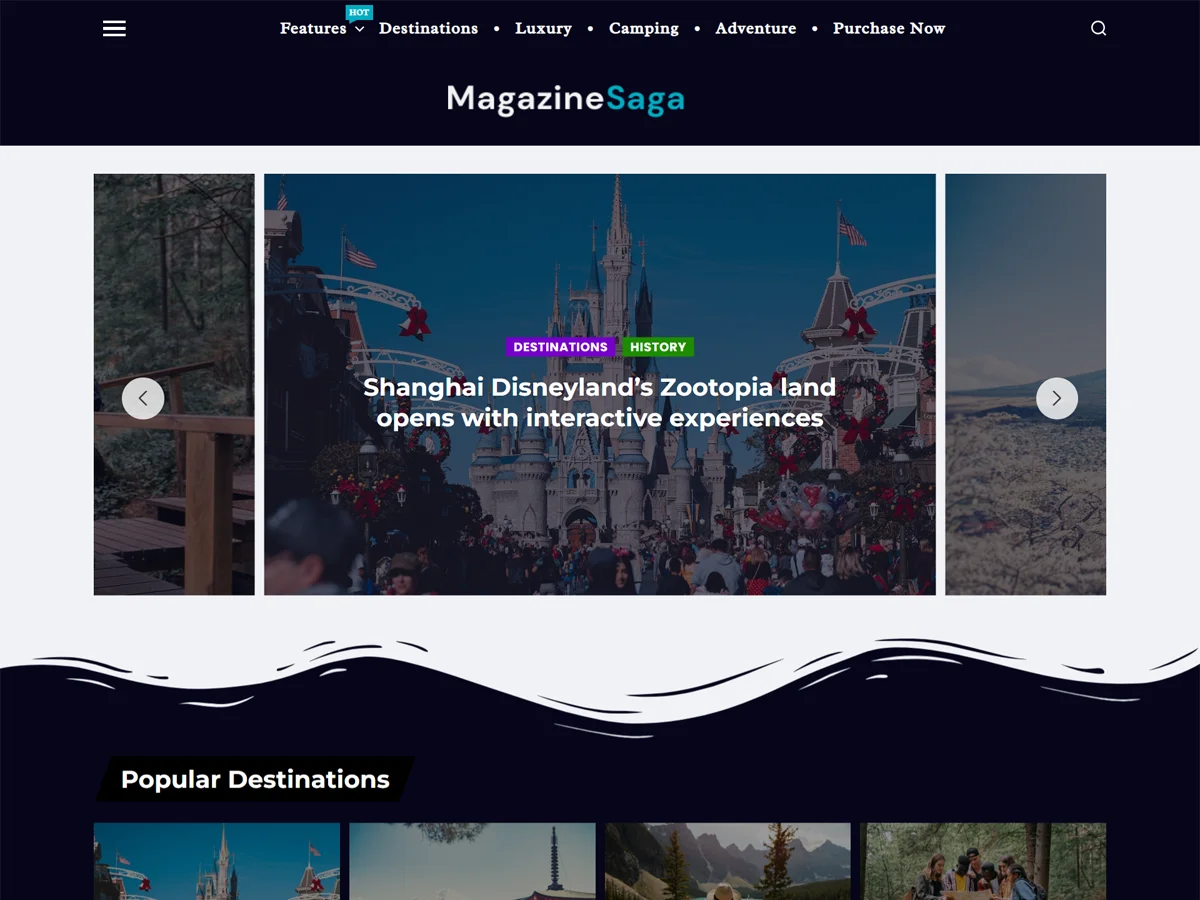 HOT
Features Destinations • Luxury • Camping • Adventure • Purchase Now
MagazineSaga
DESTINATIONS HISTORY
Shanghai Disneyland’s Zootopia land
opens with interactive experiences
Popular Destinations